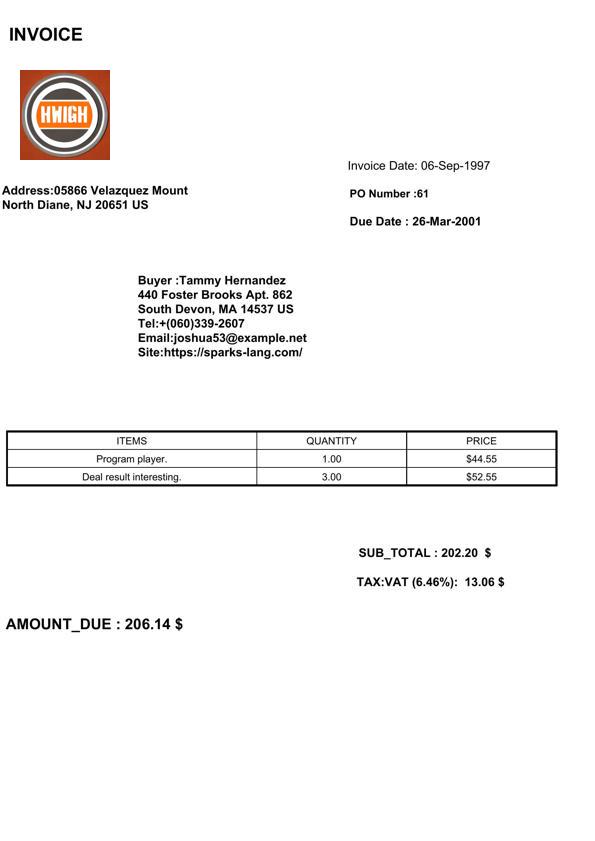 INVOICE
HWIGH
Invoice Date: 06-Sep-1997
Address:05866 Velazquez Mount
North Diane, NJ 20651 US
PO Number :61
Due Date : 26-Mar-2001
Buyer :Tammy Hernandez
440 Foster Brooks Apt. 862
South Devon, MA 14537 US
Tel:+(060)339-2607
Email:joshua53@example.net
Site:https://sparks-lang.com/
ITEMS QUANTITY PRICE
Program player. 1.00 $44.55
Deal result interesting. 3.00 $52.55
SUB_TOTAL : 202.20 $
TAX:VAT (6.46%): 13.06 $
AMOUNT_DUE : 206.14 $